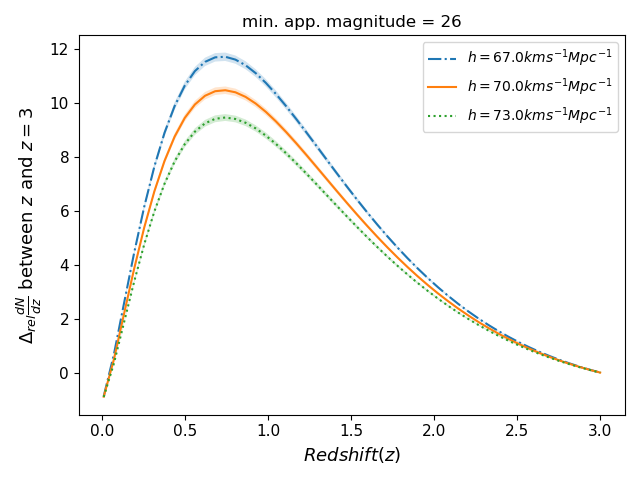 min. app. magnitude = 26
h = 67.0kms⁻¹Mpc⁻¹
h = 70.0kms⁻¹Mpc⁻¹
h = 73.0kms⁻¹Mpc⁻¹
Δ_rel dN/dz between z and z = 3
12
10
8
6
4
2
0
0.0 0.5 1.0 1.5 2.0 2.5 3.0
Redshift(z)